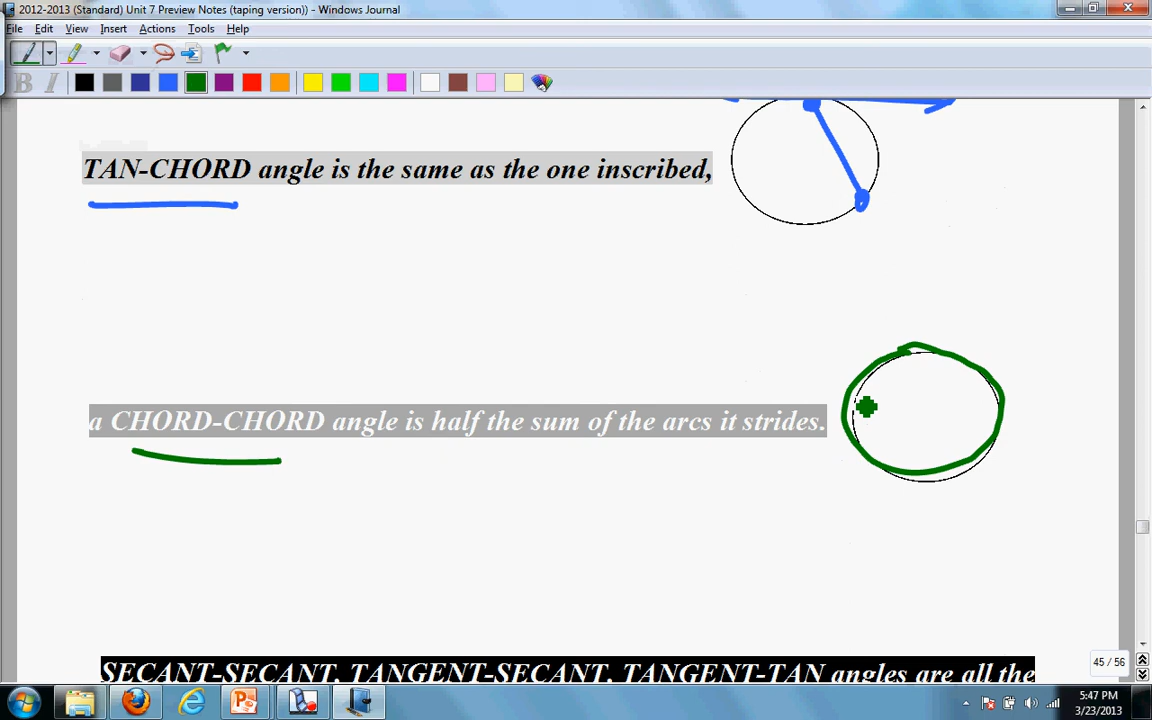 2012-2013 (Standard) Unit 7 Preview Notes (taping version)) - Windows Journal
File Edit View Insert Actions Tools Help
B I
TAN-CHORD angle is the same as the one inscribed,
a CHORD-CHORD angle is half the sum of the arcs it strides.
SECANT-SECANT, TANGENT-SECANT, TANGENT-TAN angles are all the
45 / 56
5:47 PM
3/23/2013